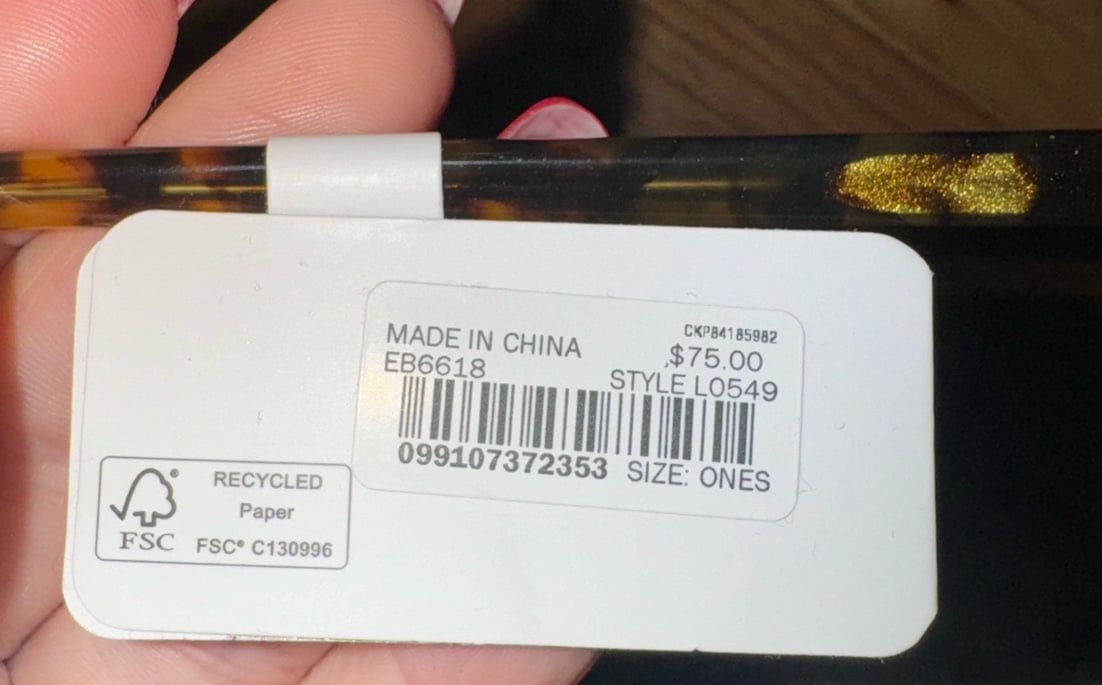 MADE IN CHINA
CKP84185982
EB6618
$75.00
STYLE L0549
099107372353 SIZE: ONES
RECYCLED
Paper
FSC® C130996
FSC